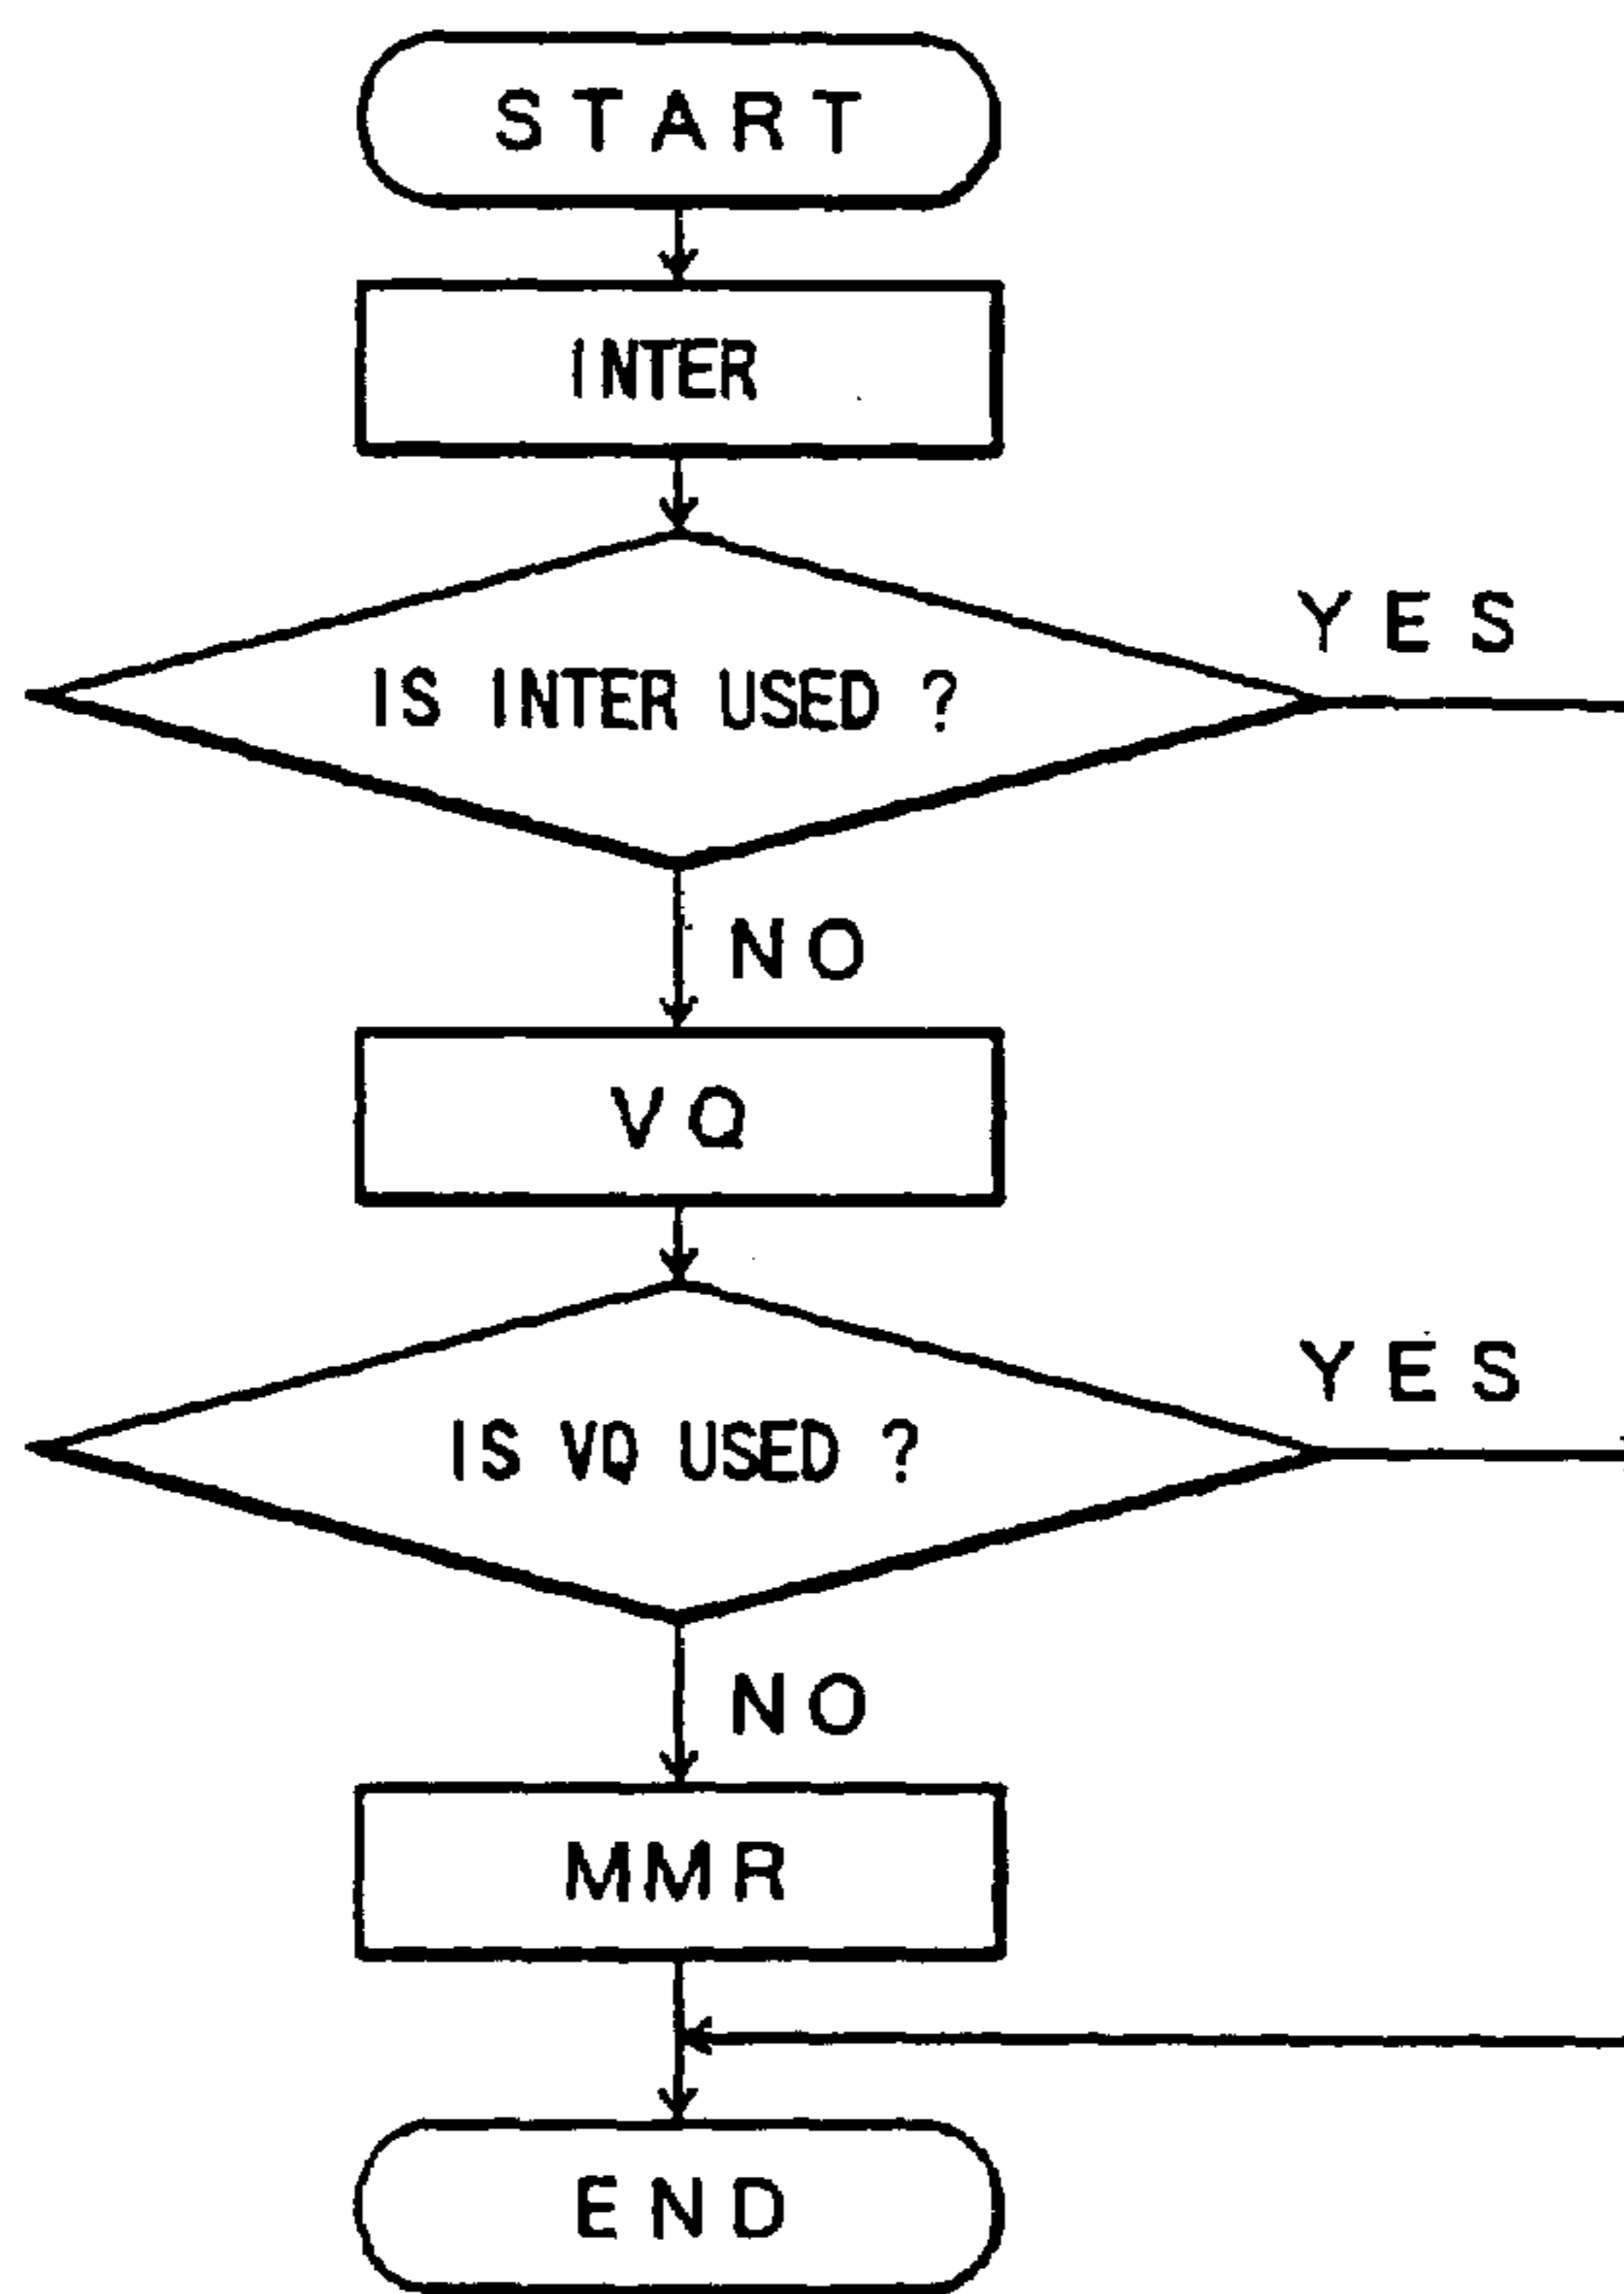 START
INTER
IS INTER USED ?
YES
NO
VQ
IS VQ USED ?
YES
NO
MMR
END